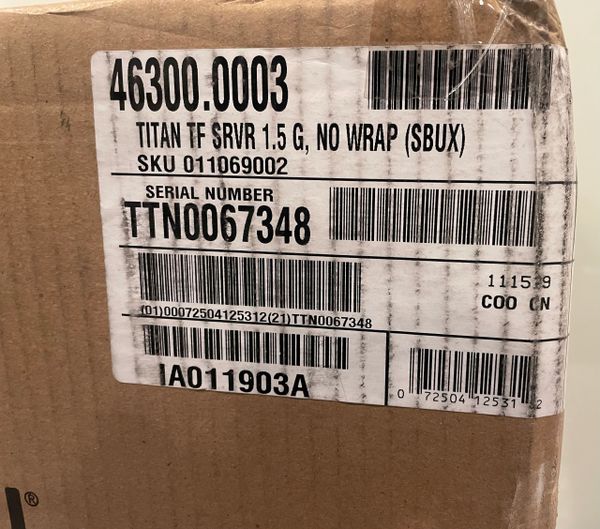 46300.0003
TITAN TF SRVR 1.5 G, NO WRAP (SBUX)
SKU 011069002
SERIAL NUMBER
TTN0067348
COO CN
(01)00072504125312(21)TTN0067348
IA011903A
0 72504 12531 2
®